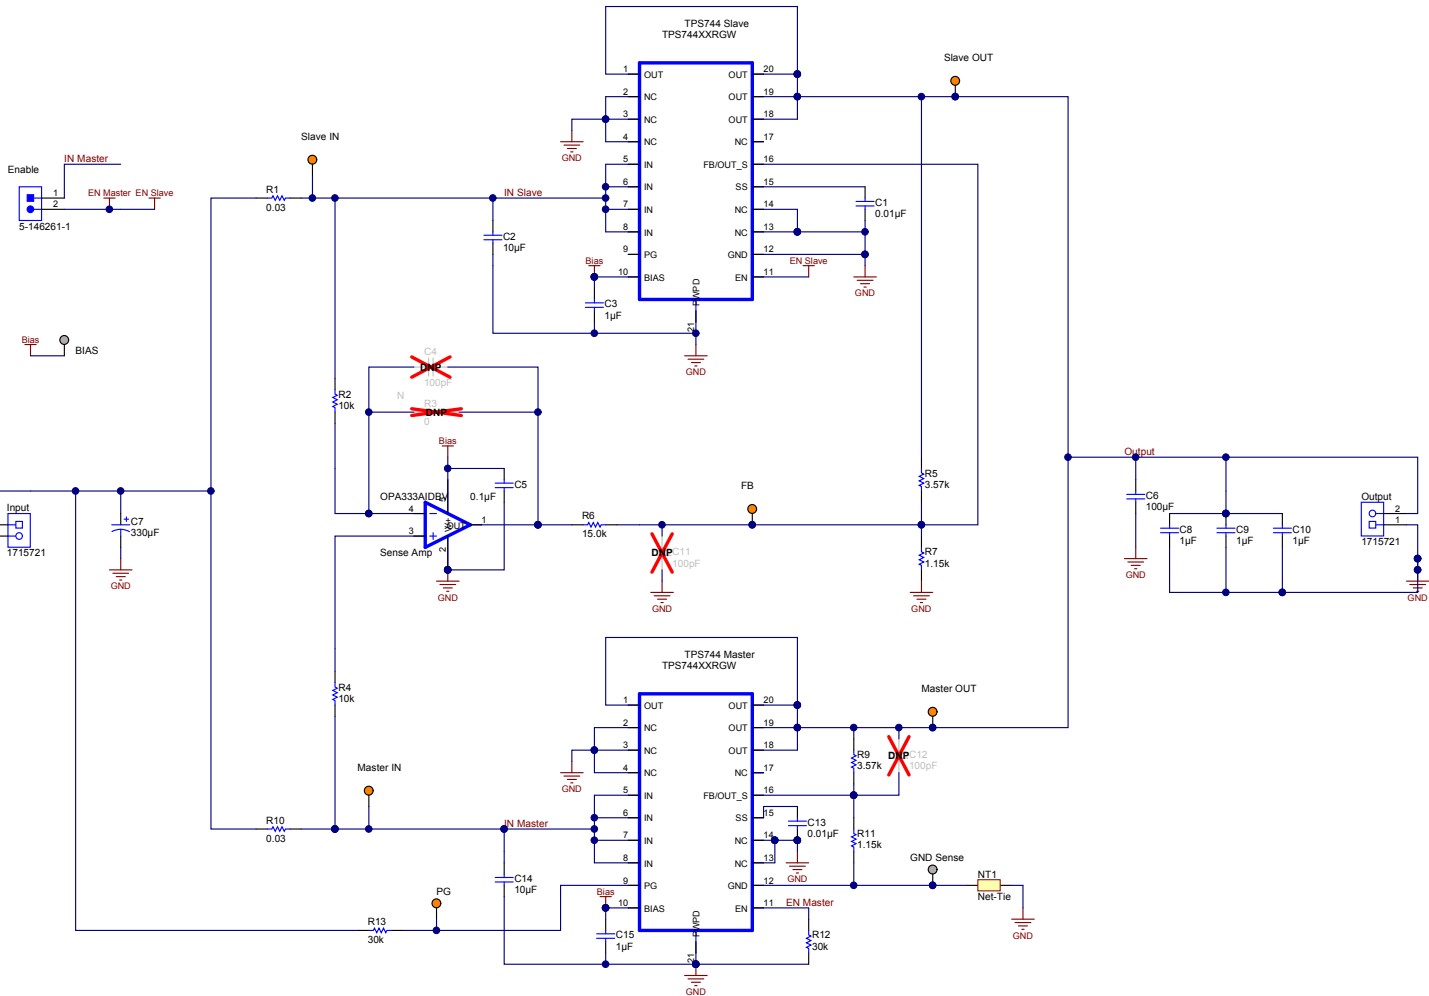 TPS744 Slave
TPS744XXRGW
1 OUT OUT 20
2 NC OUT 19
3 NC OUT 18
4 NC NC 17
5 IN FB/OUT_S 16
6 IN SS 15
7 IN NC 14
8 IN NC 13
9 PG GND 12
10 BIAS EN 11
PWPD
21
GND
GND
Slave OUT
Slave IN
Enable
IN Master
1
2
EN Master EN Slave
5-146261-1
R1
0.03
IN Slave
C2
10µF
Bias
C3
1µF
C1
0.01µF
EN Slave
GND
Bias
BIAS
C4
DNP
100pF
N
R3
DNP
0
R2
10k
Bias
C5
0.1µF
OPA333AIDBV
5
4
3
V+
OUT
1
2
Sense Amp
GND
R6
15.0k
FB
DNP C11
100pF
GND
R5
3.57k
R7
1.15k
GND
Input
1715721
C7
330µF
GND
Output
C6
100µF
GND
C8
1µF
C9
1µF
C10
1µF
Output
2
1
1715721
GND
TPS744 Master
TPS744XXRGW
1 OUT OUT 20
2 NC OUT 19
3 NC OUT 18
4 NC NC 17
5 IN FB/OUT_S 16
6 IN SS 15
7 IN NC 14
8 IN NC 13
9 PG GND 12
10 BIAS EN 11
PWPD
21
GND
GND
R4
10k
Master IN
R10
0.03
IN Master
C14
10µF
PG
R13
30k
Bias
C15
1µF
Master OUT
R9
3.57k
DNP C12
100pF
C13
0.01µF
GND
R11
1.15k
GND Sense
NT1
Net-Tie
GND
EN Master
R12
30k